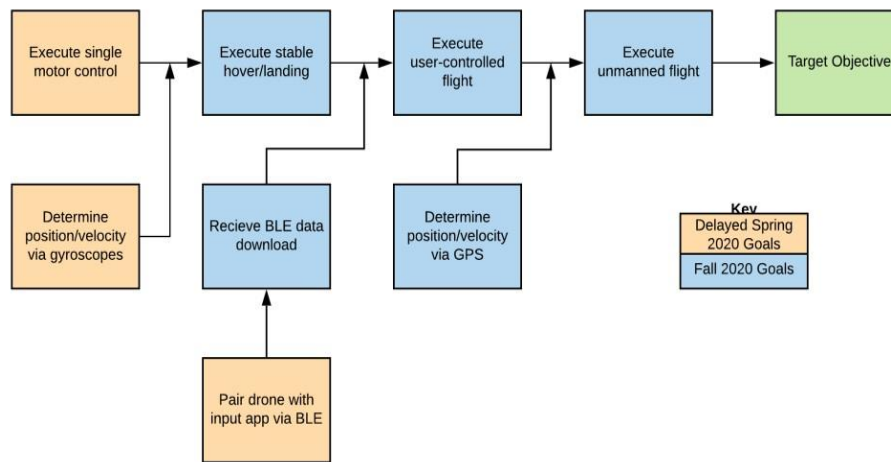 Execute single
motor control
Execute stable
hover/landing
Execute
user-controlled
flight
Execute
unmanned flight
Target Objective
Determine
position/velocity
via gyroscopes
Recieve BLE data
download
Determine
position/velocity
via GPS
Key
Delayed Spring
2020 Goals
Fall 2020 Goals
Pair drone with
input app via BLE